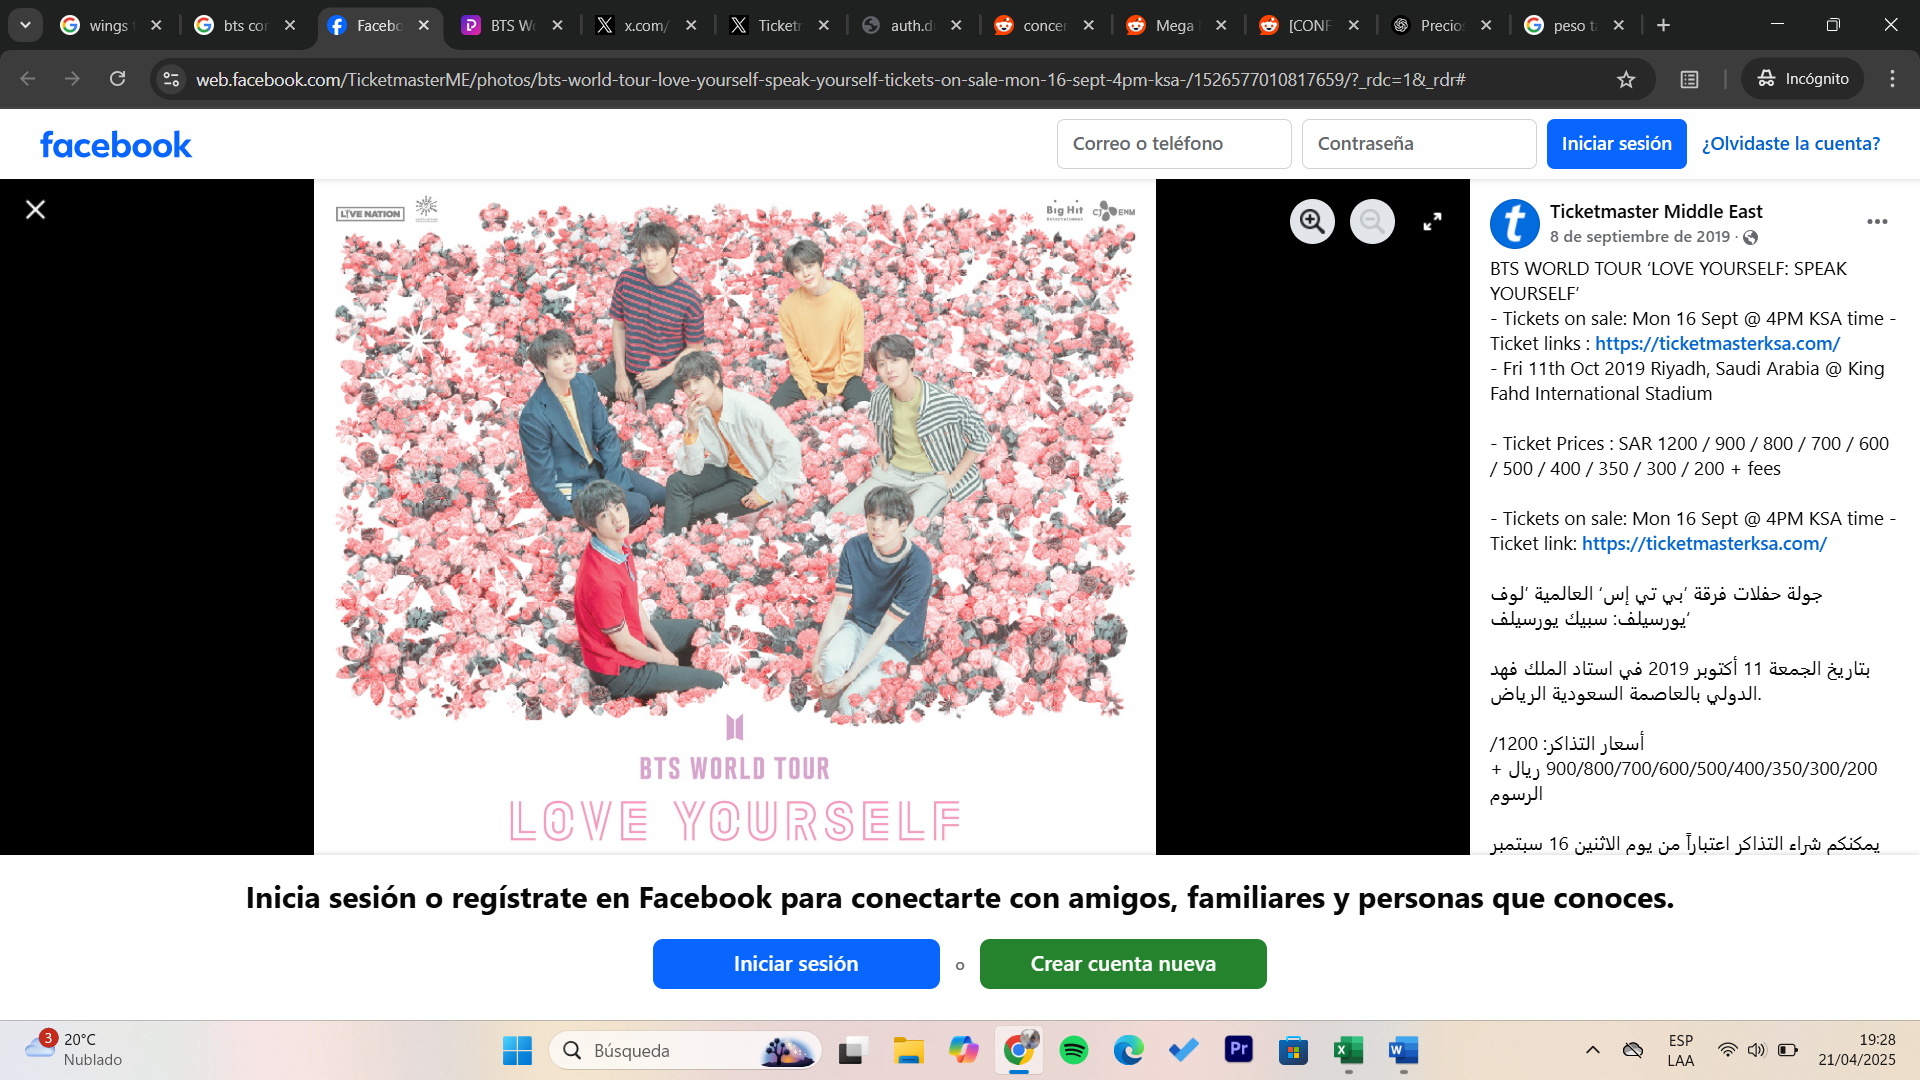 wings
bts cor
Facebo
BTS Wo
x.com/
Ticketr
auth.d
concer
Mega
[CONF
Precios
peso ta
web.facebook.com/TicketmasterME/photos/bts-world-tour-love-yourself-speak-yourself-tickets-on-sale-mon-16-sept-4pm-ksa-/1526577010817659/?_rdc=1&_rdr#
Incógnito
facebook
Correo o teléfono
Contraseña
Iniciar sesión
¿Olvidaste la cuenta?
LIVE NATION
Big Hit
Entertainment
CJ ENM
BTS WORLD TOUR
LOVE YOURSELF
Ticketmaster Middle East
8 de septiembre de 2019 ·
BTS WORLD TOUR ‘LOVE YOURSELF: SPEAK
YOURSELF’
- Tickets on sale: Mon 16 Sept @ 4PM KSA time -
Ticket links : https://ticketmasterksa.com/
- Fri 11th Oct 2019 Riyadh, Saudi Arabia @ King
Fahd International Stadium
- Ticket Prices : SAR 1200 / 900 / 800 / 700 / 600
/ 500 / 400 / 350 / 300 / 200 + fees
- Tickets on sale: Mon 16 Sept @ 4PM KSA time -
Ticket link: https://ticketmasterksa.com/
جولة حفلات فرقة ‘بي تي إس’ العالمية ‘لوف
يورسيلف: سبيك يورسيلف’
بتاريخ الجمعة 11 أكتوبر 2019 في استاد الملك فهد
الدولي بالعاصمة السعودية الرياض.
أسعار التذاكر: 1200/
900/800/700/600/500/400/350/300/200 ريال +
الرسوم
يمكنكم شراء التذاكر اعتباراً من يوم الاثنين 16 سبتمبر
Inicia sesión o regístrate en Facebook para conectarte con amigos, familiares y personas que conoces.
Iniciar sesión
o
Crear cuenta nueva
3
20°C
Nublado
Búsqueda
Pr
ESP
LAA
19:28
21/04/2025